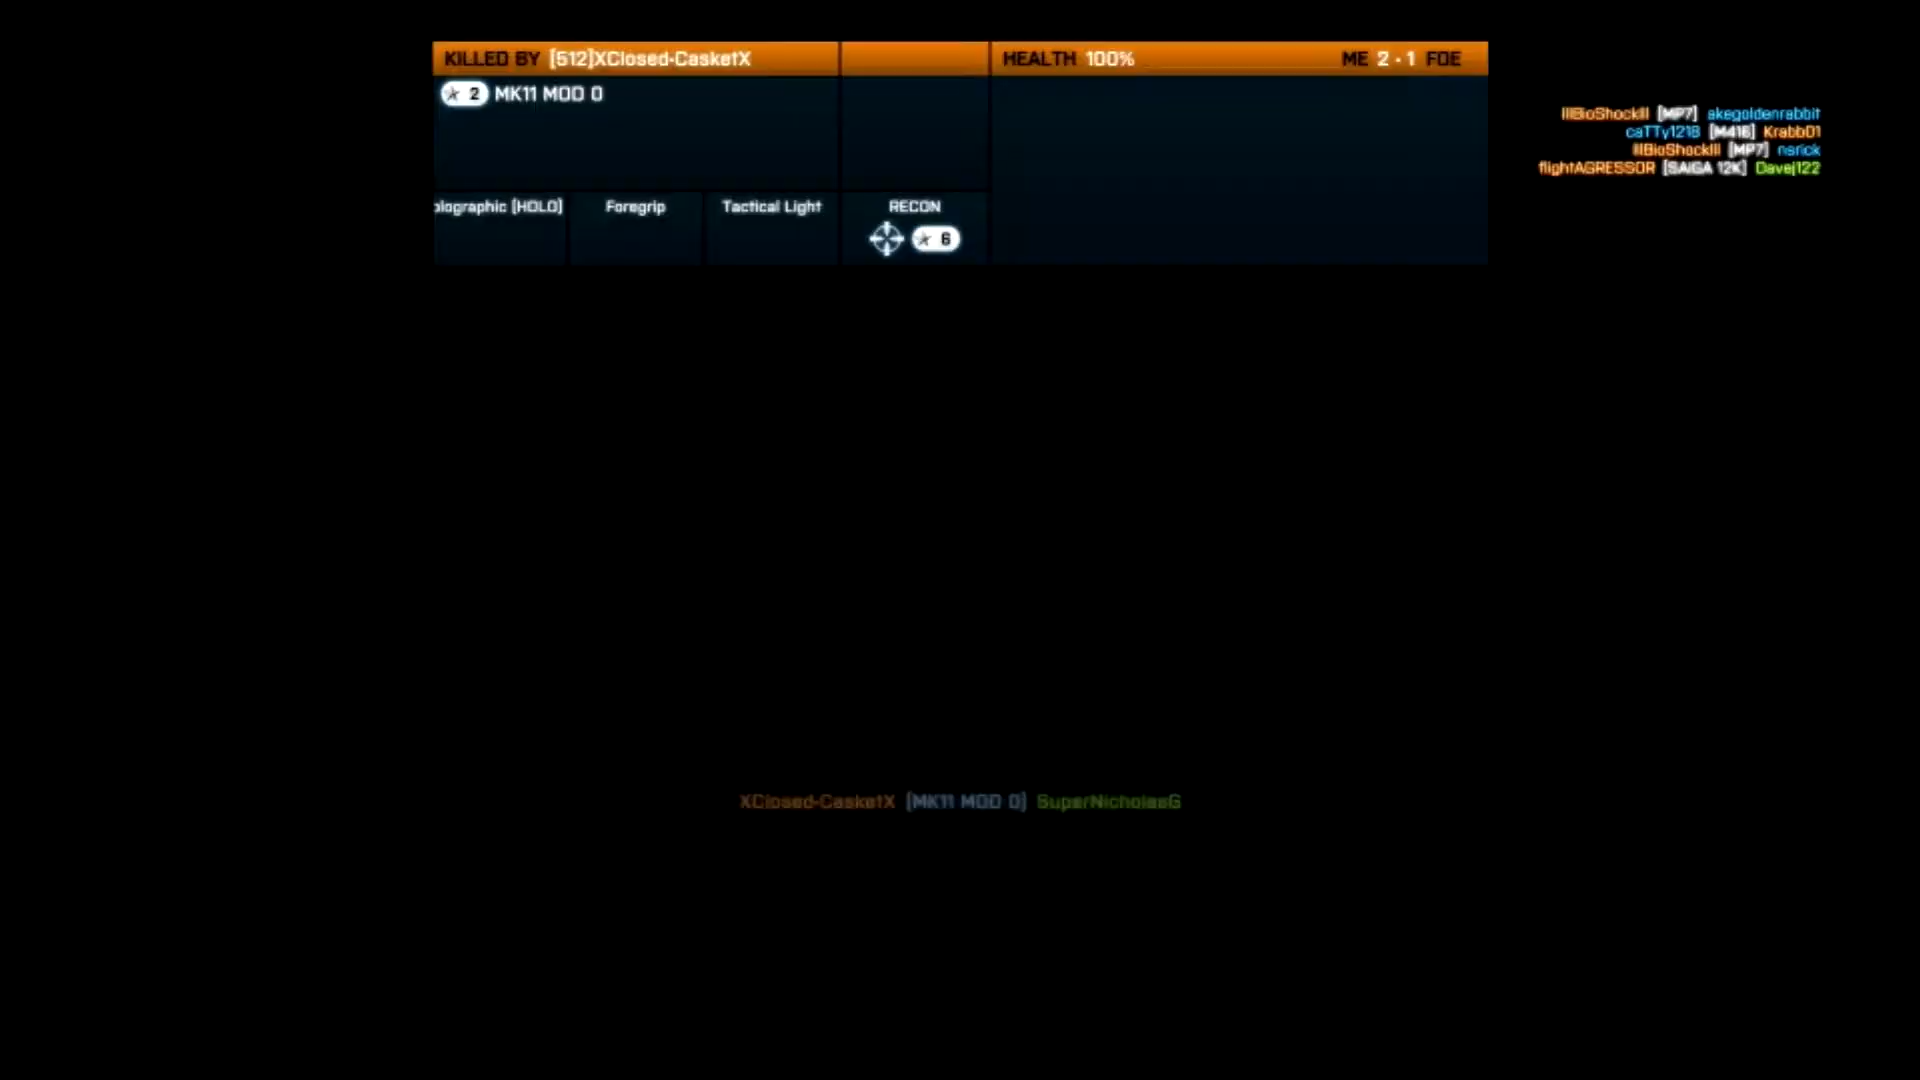 KILLED BY [512]XClosed-CasketX HEALTH 100% ME 2 - 1 FOE
2 MK11 MOD 0
olographic (HOLO) Foregrip Tactical Light RECON
6
lllBioShocklll [MP7] akegoldenrabbit
caTTy1218 [M416] Krabb01
lllBioShocklll [MP7] nsrick
flightAGRESSOR [SAIGA 12K] Davej122
XClosed-CasketX [MK11 MOD 0] SuperNicholasG